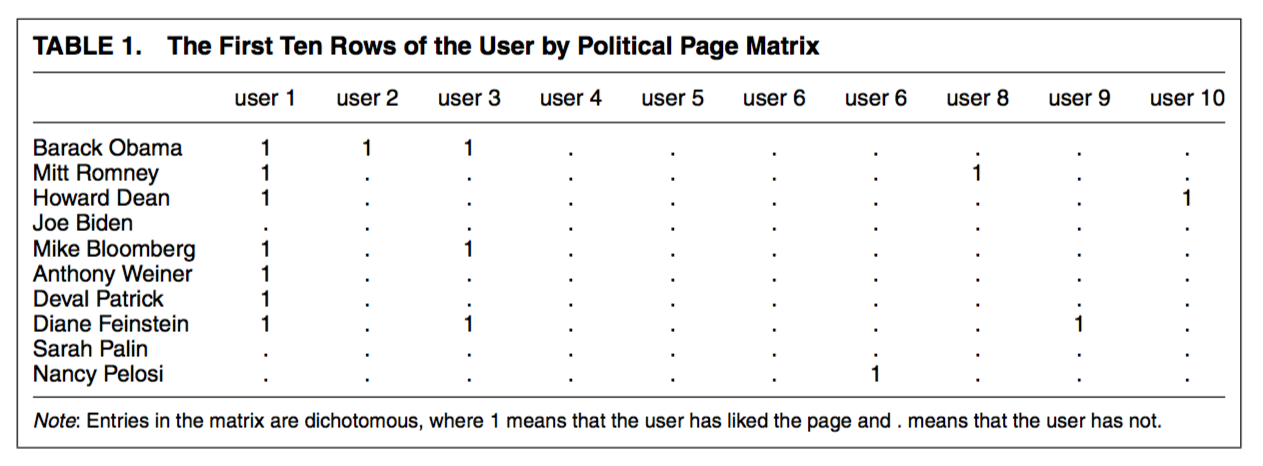 TABLE 1. The First Ten Rows of the User by Political Page Matrix
user 1 user 2 user 3 user 4 user 5 user 6 user 6 user 8 user 9 user 10
Barack Obama 1 1 1 . . . . . . .
Mitt Romney 1 . . . . . . 1 . .
Howard Dean 1 . . . . . . . . 1
Joe Biden . . . . . . . . . .
Mike Bloomberg 1 . 1 . . . . . . .
Anthony Weiner 1 . . . . . . . . .
Deval Patrick 1 . . . . . . . . .
Diane Feinstein 1 . 1 . . . . . 1 .
Sarah Palin . . . . . . . . . .
Nancy Pelosi . . . . . . 1 . . .
Note: Entries in the matrix are dichotomous, where 1 means that the user has liked the page and . means that the user has not.